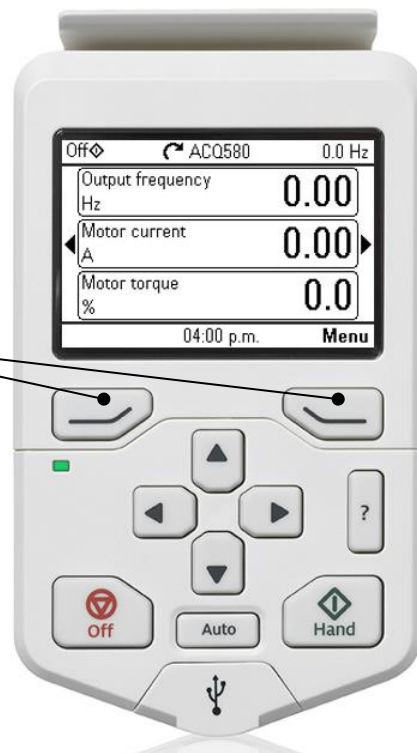 Off ACQ580 0.0 Hz
Output frequency
Hz
0.00
Motor current
A
0.00
Motor torque
%
0.0
04:00 p.m. Menu
?
Off
Auto
Hand